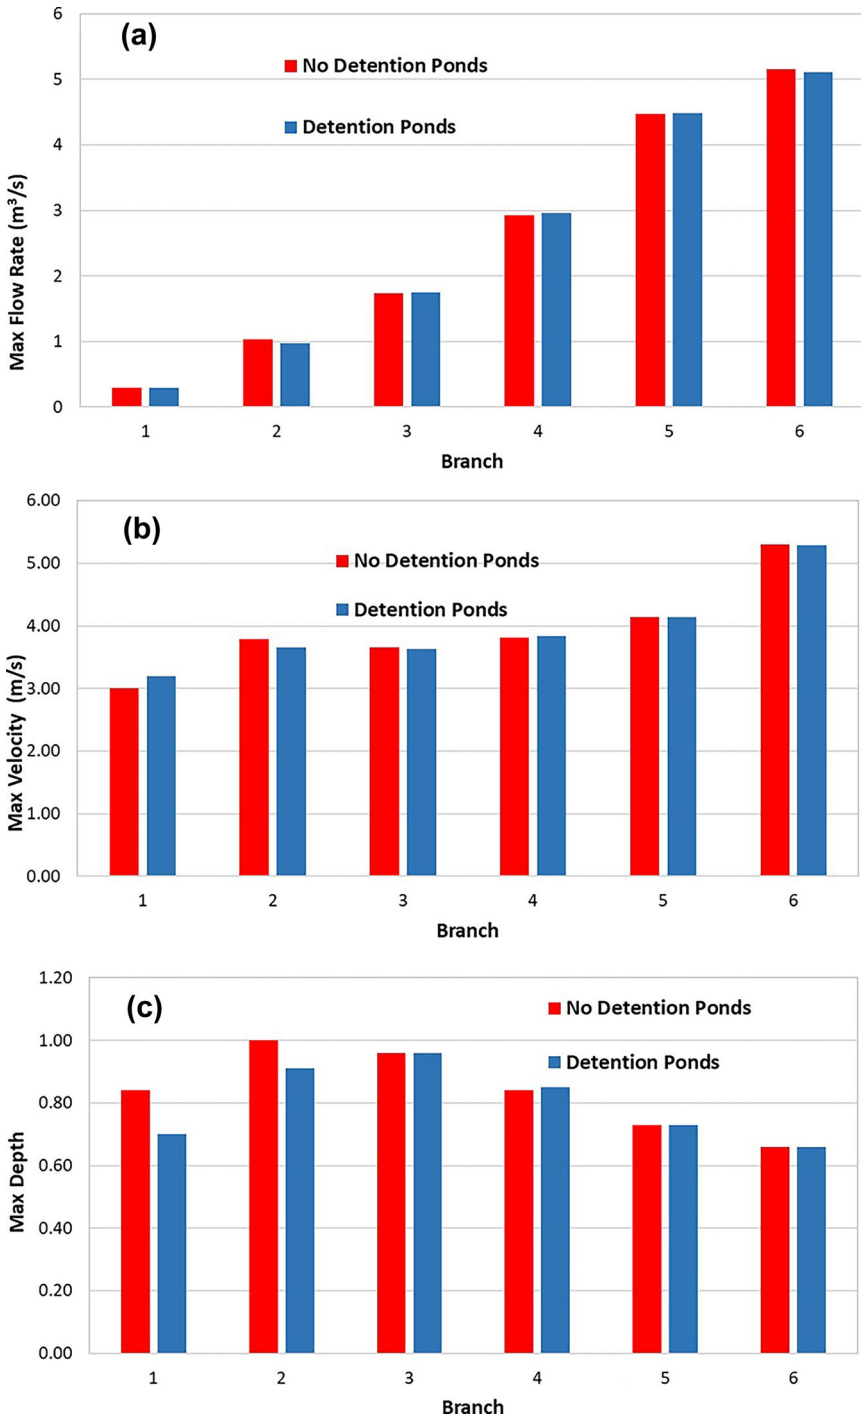 (a)
6
5
4
3
2
1
0
Max Flow Rate (m³/s)
No Detention Ponds
Detention Ponds
1 2 3 4 5 6
Branch
(b)
6.00
5.00
4.00
3.00
2.00
1.00
0.00
Max Velocity (m/s)
No Detention Ponds
Detention Ponds
1 2 3 4 5 6
Branch
(c)
1.20
1.00
0.80
0.60
0.40
0.20
0.00
Max Depth
No Detention Ponds
Detention Ponds
1 2 3 4 5 6
Branch